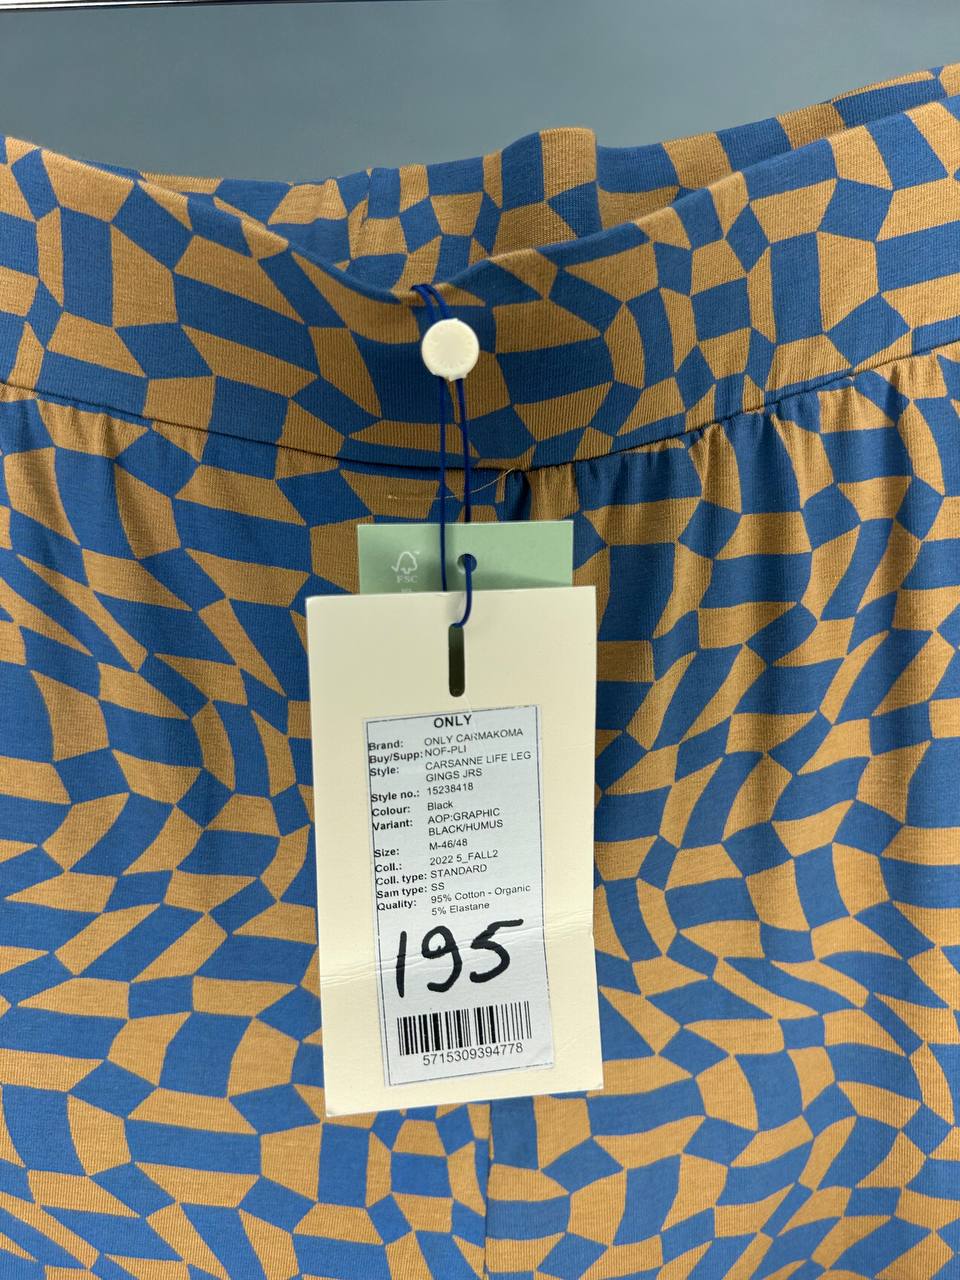 FSC
ONLY
Brand: ONLY CARMAKOMA
Buy/Supp: NOF-PLI
Style: CARSANNE LIFE LEG
GINGS JRS
Style no.: 15238418
Colour: Black
Variant: AOP:GRAPHIC
BLACK/HUMUS
Size: M-46/48
Coll.: 2022 5_FALL2
Coll. type: STANDARD
Sam type: SS
Quality: 95% Cotton - Organic
5% Elastane
195
5715309394778